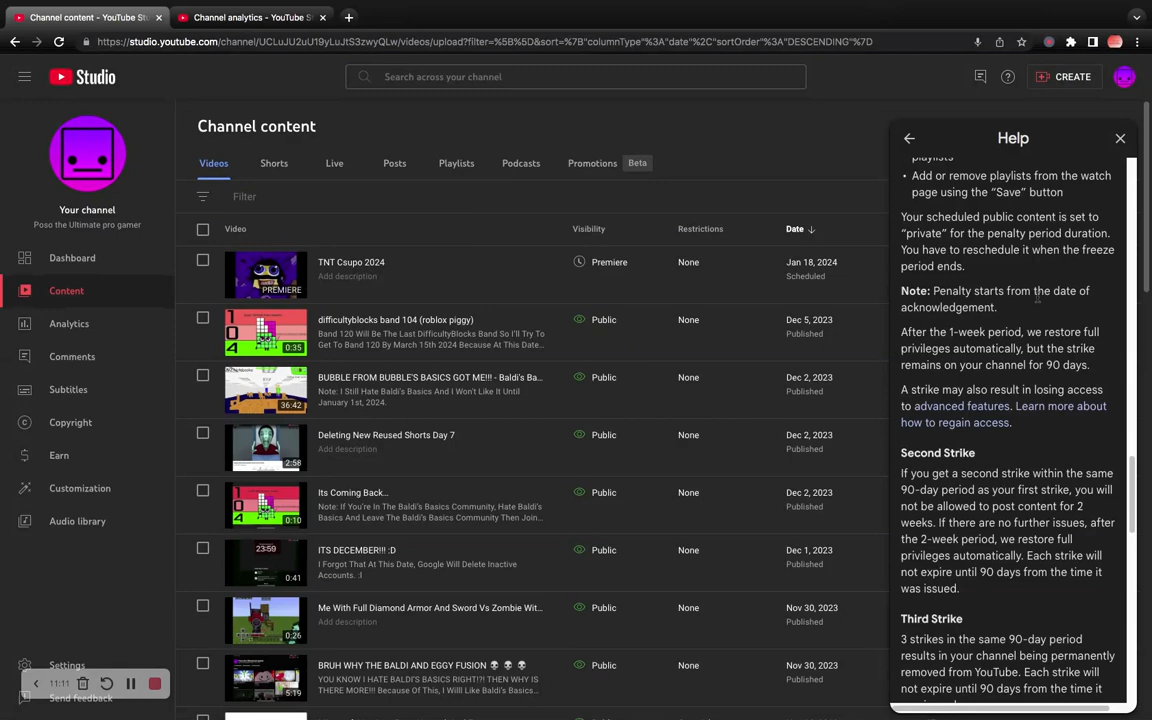 Channel content - YouTube St
Channel analytics - YouTube S
https://studio.youtube.com/channel/UCLuJU2uU19yLuJtS3zwyQLw/videos/upload?filter=%5B%5D&sort=%7B"columnType"%3A"date"%2C"sortOrder"%3A"DESCENDING"%7D
Studio
Search across your channel
CREATE
Your channel
Poso the Ultimate pro gamer
Dashboard
Content
Analytics
Comments
Subtitles
Copyright
Earn
Customization
Audio library
Settings
Send feedback
11:11
Channel content
Videos
Shorts
Live
Posts
Playlists
Podcasts
Promotions
Beta
Filter
Video
Visibility
Restrictions
Date
PREMIERE
TNT Csupo 2024
Add description
Premiere
None
Jan 18, 2024
Scheduled
104
0:35
difficultyblocks band 104 (roblox piggy)
Band 120 Will Be The Last DifficultyBlocks Band So I'll Try To
Get To Band 120 By March 15th 2024 Because At This Date...
Public
None
Dec 5, 2023
Published
36:42
BUBBLE FROM BUBBLE'S BASICS GOT ME!!! - Baldi's Ba...
Note: I Still Hate Baldi's Basics And I Won't Like It Until
January 1st, 2024.
Public
None
Dec 2, 2023
Published
2:58
Deleting New Reused Shorts Day 7
Add description
Public
None
Dec 2, 2023
Published
104
0:10
Its Coming Back...
Note: If You're In The Baldi's Basics Community, Hate Baldi's
Basics And Leave The Baldi's Basics Community Then Join...
Public
None
Dec 2, 2023
Published
23:59
0:41
IT'S DECEMBER!!! :D
I Forgot That At This Date, Google Will Delete Inactive
Accounts. :I
Public
None
Dec 1, 2023
Published
0:26
Me With Full Diamond Armor And Sword Vs Zombie Wit...
Add description
Public
None
Nov 30, 2023
Published
5:19
BRUH WHY THE BALDI AND EGGY FUSION 💀 💀 💀
YOU KNOW I HATE BALDI BASICS RIGHT!?! THEN WHY IS
THERE MORE!!! Because Of This, I Willl Like Baldi's Basics...
Public
None
Nov 30, 2023
Published
Help
playlists
• Add or remove playlists from the watch
page using the "Save" button
Your scheduled public content is set to
"private" for the penalty period duration.
You have to reschedule it when the freeze
period ends.
Note: Penalty starts from the date of
acknowledgement.
After the 1-week period, we restore full
privileges automatically, but the strike
remains on your channel for 90 days.
A strike may also result in losing access
to advanced features. Learn more about
how to regain access.
Second Strike
If you get a second strike within the same
90-day period as your first strike, you will
not be allowed to post content for 2
weeks. If there are no further issues, after
the 2-week period, we restore full
privileges automatically. Each strike will
not expire until 90 days from the time it
was issued.
Third Strike
3 strikes in the same 90-day period
results in your channel being permanently
removed from YouTube. Each strike will
not expire until 90 days from the time it